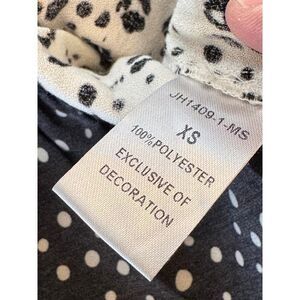 JH1409-1-MS
XS
100%POLYESTER
EXCLUSIVE OF
DECORATION